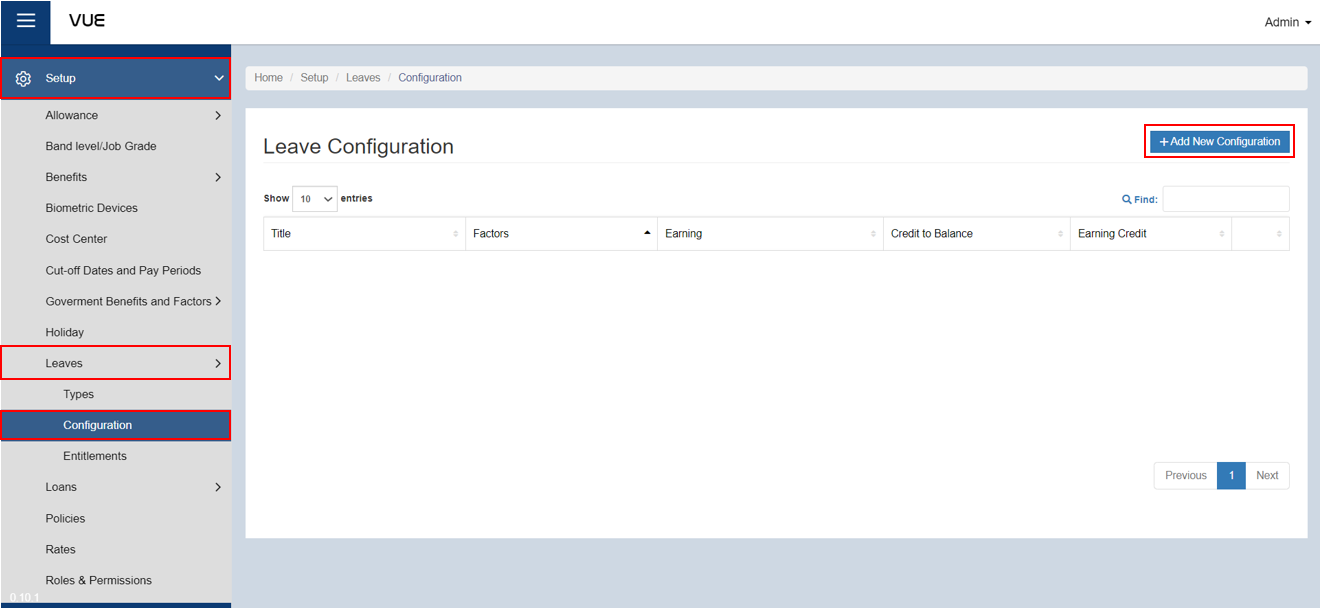 VUE
Admin
Setup
Allowance
Band level/Job Grade
Benefits
Biometric Devices
Cost Center
Cut-off Dates and Pay Periods
Goverment Benefits and Factors
Holiday
Leaves
Types
Configuration
Entitlements
Loans
Policies
Rates
Roles & Permissions
0.10.1
Home / Setup / Leaves / Configuration
Leave Configuration
+ Add New Configuration
Show 10 entries
Find:
Title Factors Earning Credit to Balance Earning Credit
Previous 1 Next